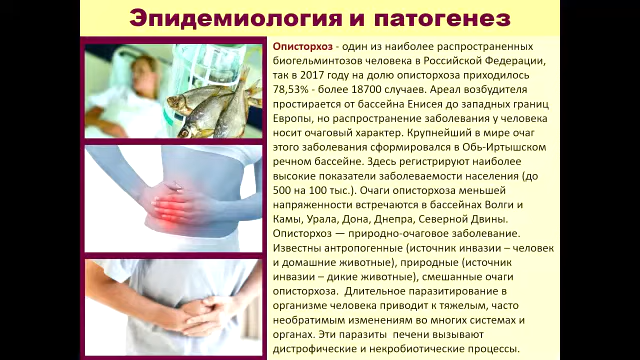 Эпидемиология и патогенез
Описторхоз - один из наиболее распространенных
биогельминтозов человека в Российской Федерации,
так в 2017 году на долю описторхоза приходилось
78,53% - более 18700 случаев. Ареал возбудителя
простирается от бассейна Енисея до западных границ
Европы, но распространение заболевания у человека
носит очаговый характер. Крупнейший в мире очаг
этого заболевания сформировался в Обь-Иртышском
речном бассейне. Здесь регистрируют наиболее
высокие показатели заболеваемости населения (до
500 на 100 тыс.). Очаги описторхоза меньшей
напряженности встречаются в бассейнах Волги и
Камы, Урала, Дона, Днепра, Северной Двины.
Описторхоз — природно-очаговое заболевание.
Известны антропогенные (источник инвазии – человек
и домашние животные), природные (источник
инвазии – дикие животные), смешанные очаги
описторхоза. Длительное паразитирование в
организме человека приводит к тяжелым, часто
необратимым изменениям во многих системах и
органах. Эти паразиты печени вызывают
дистрофические и некробиотические процессы.